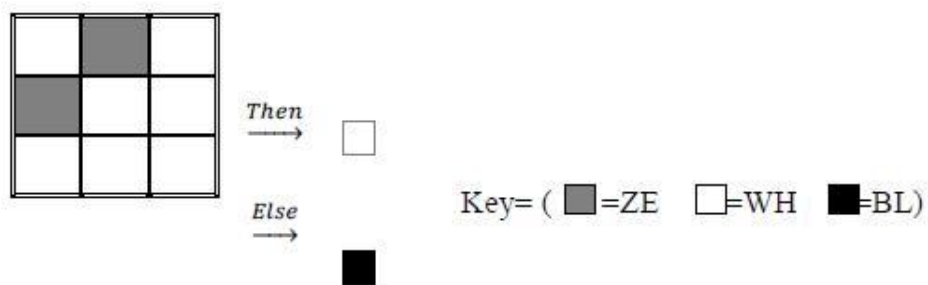 Then
Else
Key= ( =ZE =WH =BL)